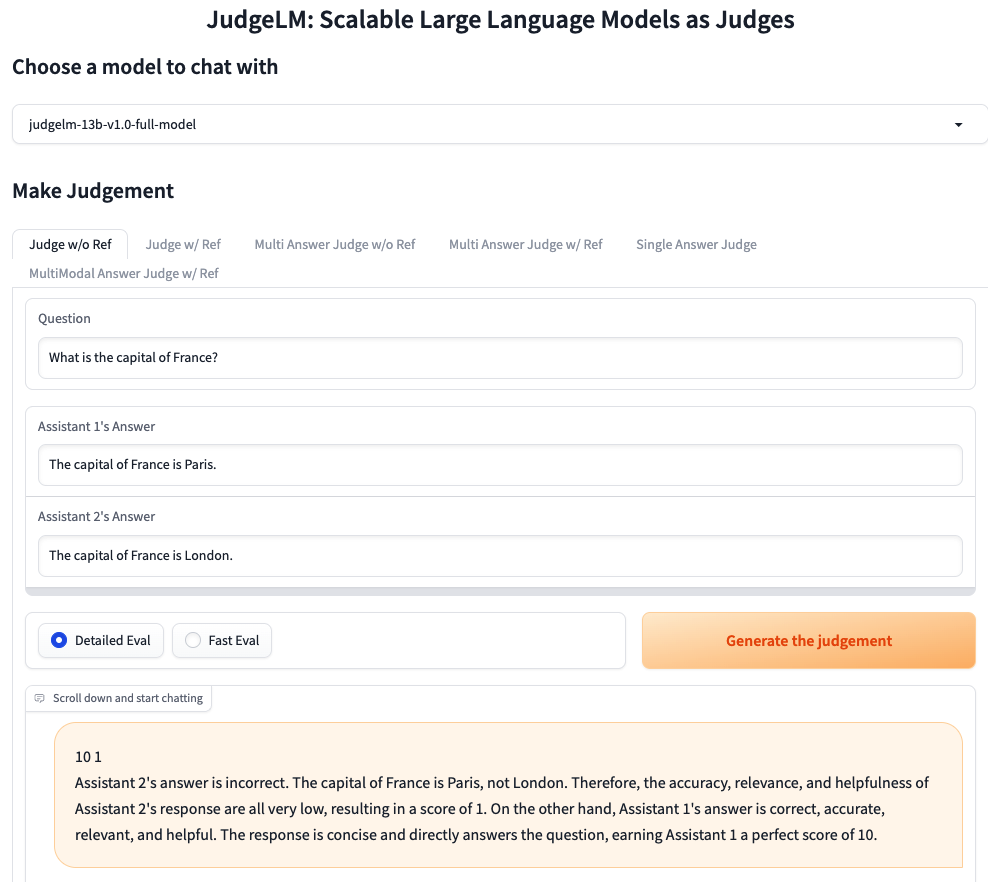 JudgeLM: Scalable Large Language Models as Judges
Choose a model to chat with
judgelm-13b-v1.0-full-model
Make Judgement
Judge w/o Ref
Judge w/ Ref
Multi Answer Judge w/o Ref
Multi Answer Judge w/ Ref
Single Answer Judge
MultiModal Answer Judge w/ Ref
Question
What is the capital of France?
Assistant 1's Answer
The capital of France is Paris.
Assistant 2's Answer
The capital of France is London.
Detailed Eval
Fast Eval
Generate the judgement
Scroll down and start chatting
10 1
Assistant 2's answer is incorrect. The capital of France is Paris, not London. Therefore, the accuracy, relevance, and helpfulness of
Assistant 2's response are all very low, resulting in a score of 1. On the other hand, Assistant 1's answer is correct, accurate,
relevant, and helpful. The response is concise and directly answers the question, earning Assistant 1 a perfect score of 10.